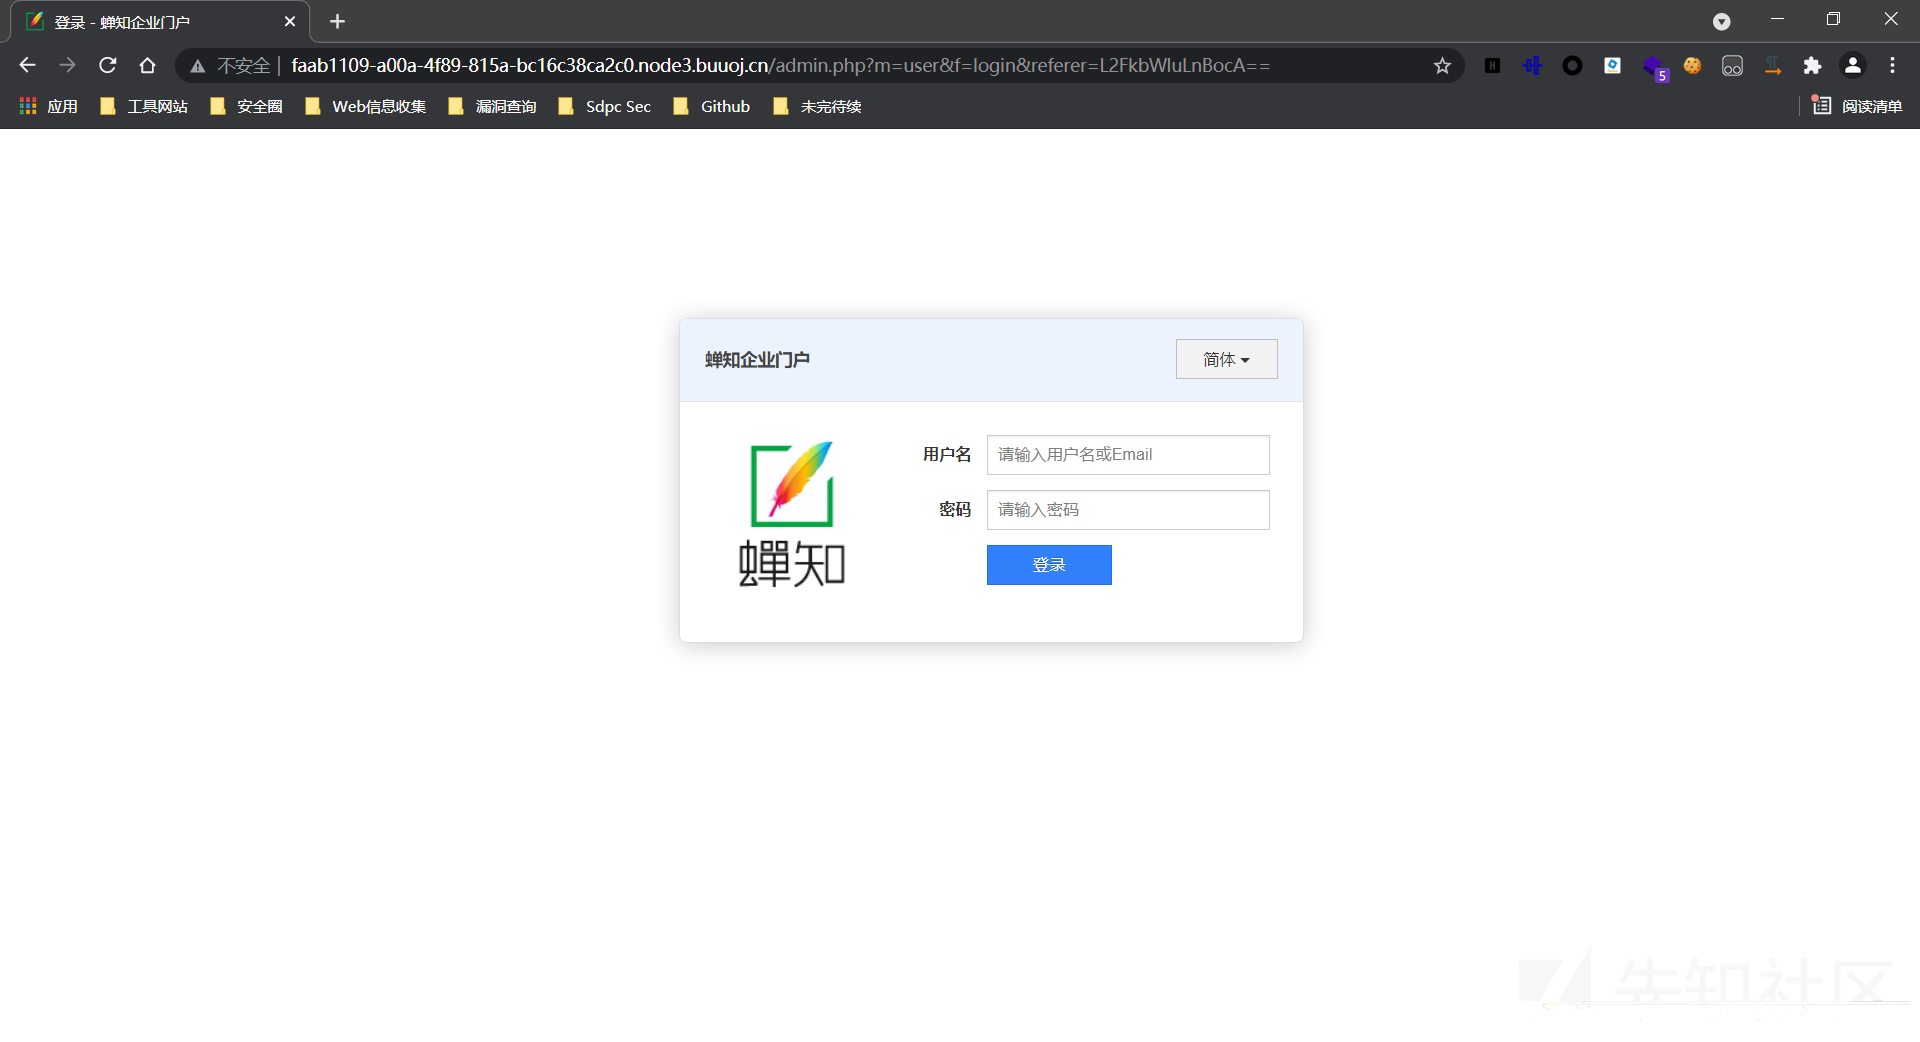 登录 - 蝉知企业门户
不安全 | faab1109-a00a-4f89-815a-bc16c38ca2c0.node3.buuoj.cn/admin.php?m=user&f=login&referer=L2FkbWluLnBocA==
5
应用 工具网站 安全圈 Web信息收集 漏洞查询 Sdpc Sec Github 未完待续 阅读清单
蝉知企业门户 简体
用户名 请输入用户名或Email
密码 请输入密码
登录
蟬知
先知社区